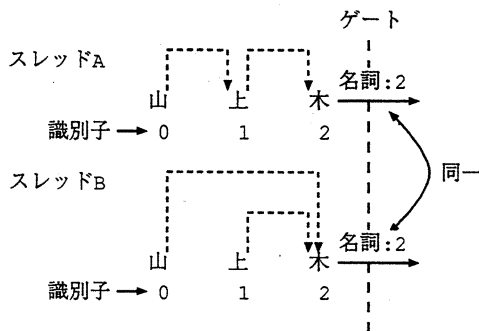 ゲート
スレッドA
名詞:2
山 上 木
識別子 0 1 2
同一
スレッドB
名詞:2
山 上 木
識別子 0 1 2